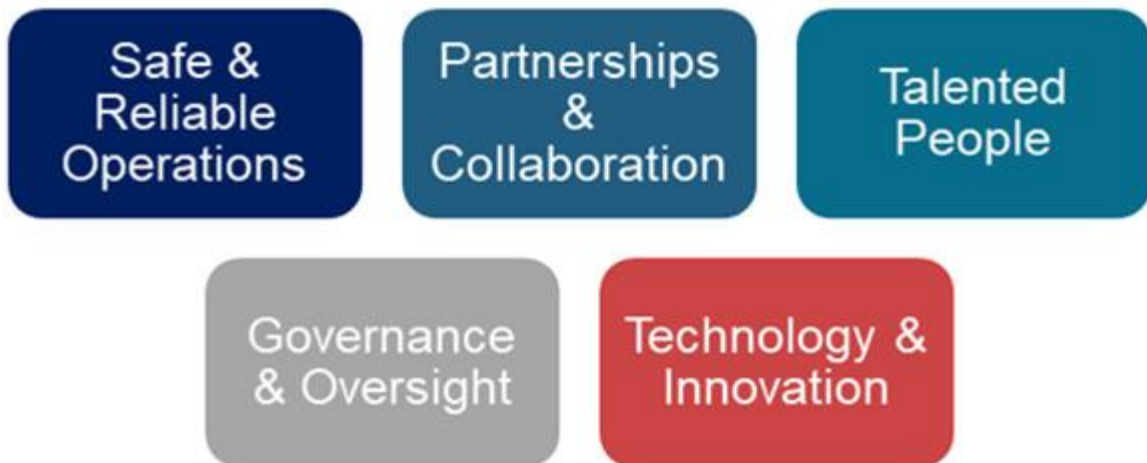 Safe &
Reliable
Operations
Partnerships
&
Collaboration
Talented
People
Governance
& Oversight
Technology &
Innovation